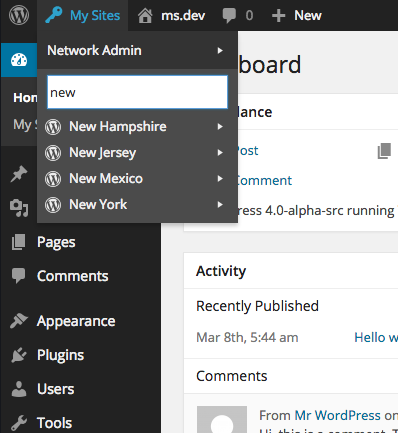 My Sites ms.dev 0 + New
Network Admin
board
new
Hom
My S
New Hampshire
New Jersey
New Mexico
New York
lance
Post
Comment
ress 4.0-alpha-src running
Pages
Comments
Appearance
Plugins
Users
Tools
Activity
Recently Published
Mar 8th, 5:44 am Hello w
Comments
From Mr WordPress on